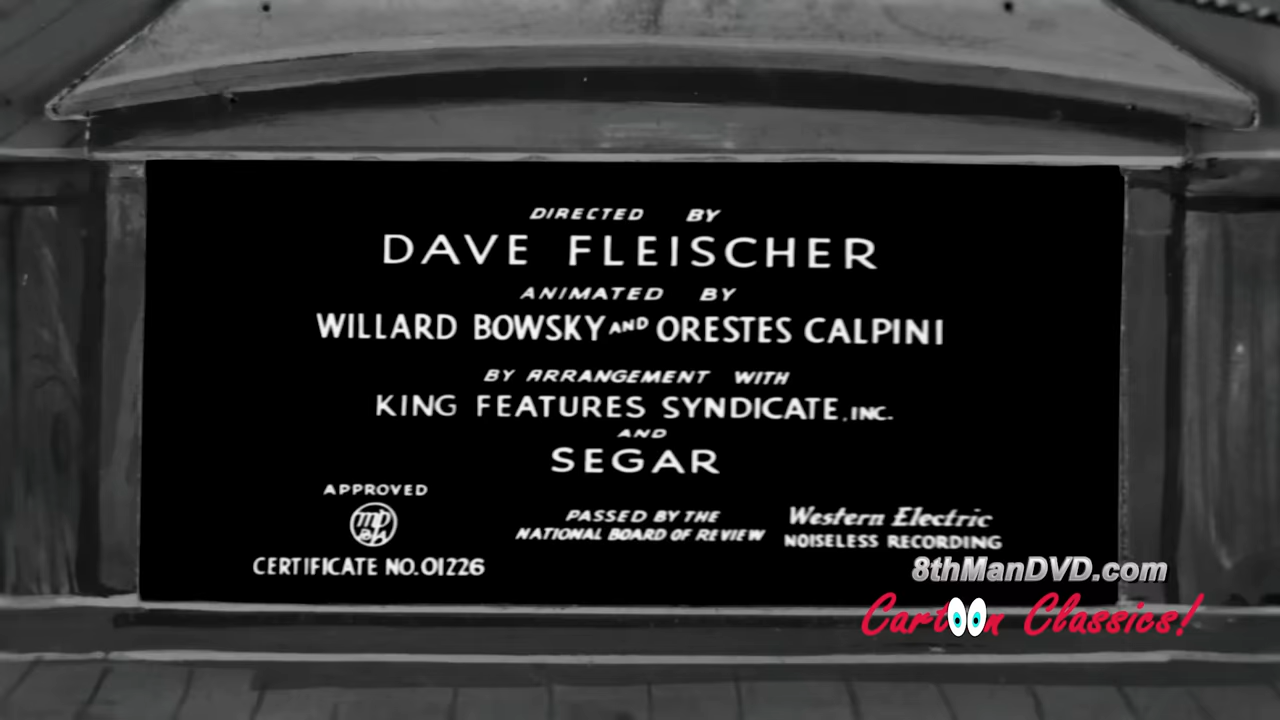 DIRECTED BY
DAVE FLEISCHER
ANIMATED BY
WILLARD BOWSKY AND ORESTES CALPINI
BY ARRANGEMENT WITH
KING FEATURES SYNDICATE, INC.
AND
SEGAR
APPROVED
CERTIFICATE NO. 01226
PASSED BY THE
NATIONAL BOARD OF REVIEW
Western Electric
NOISELESS RECORDING
8thManDVD.com
Cartoon Classics!